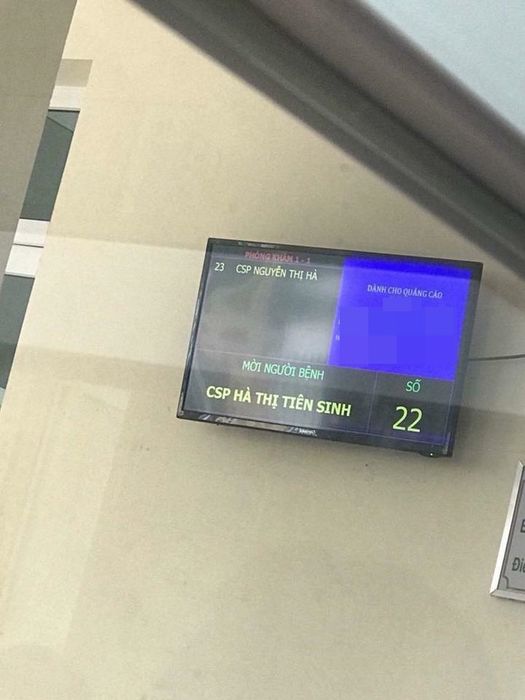 PHÒNG KHÁM 1 - 1
23 CSP NGUYỄN THỊ HÀ
DÀNH CHO QUẢNG CÁO
MỜI NGƯỜI BỆNH
SỐ
CSP HÀ THỊ TIÊN SINH
22